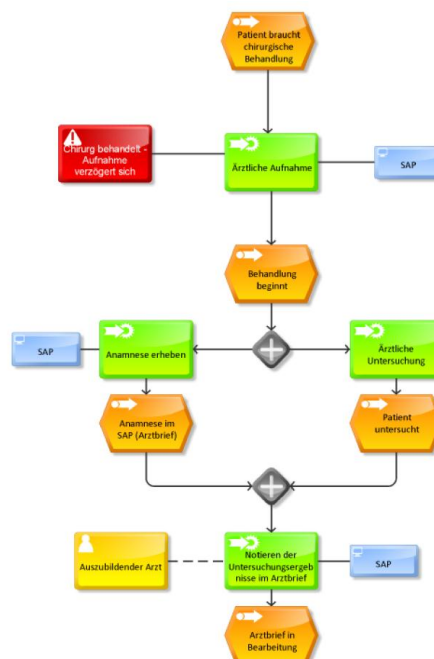 Patient braucht
chirurgische
Behandlung
Chirurg behandelt -
Aufnahme
verzögert sich
Ärztliche Aufnahme
SAP
Behandlung
beginnt
SAP
Anamnese erheben
Ärztliche
Untersuchung
Anamnese im
SAP (Arztbrief)
Patient
untersucht
Auszubildender Arzt
Notieren der
Untersuchungsergeb
nisse im Arztbrief
SAP
Arztbrief in
Bearbeitung